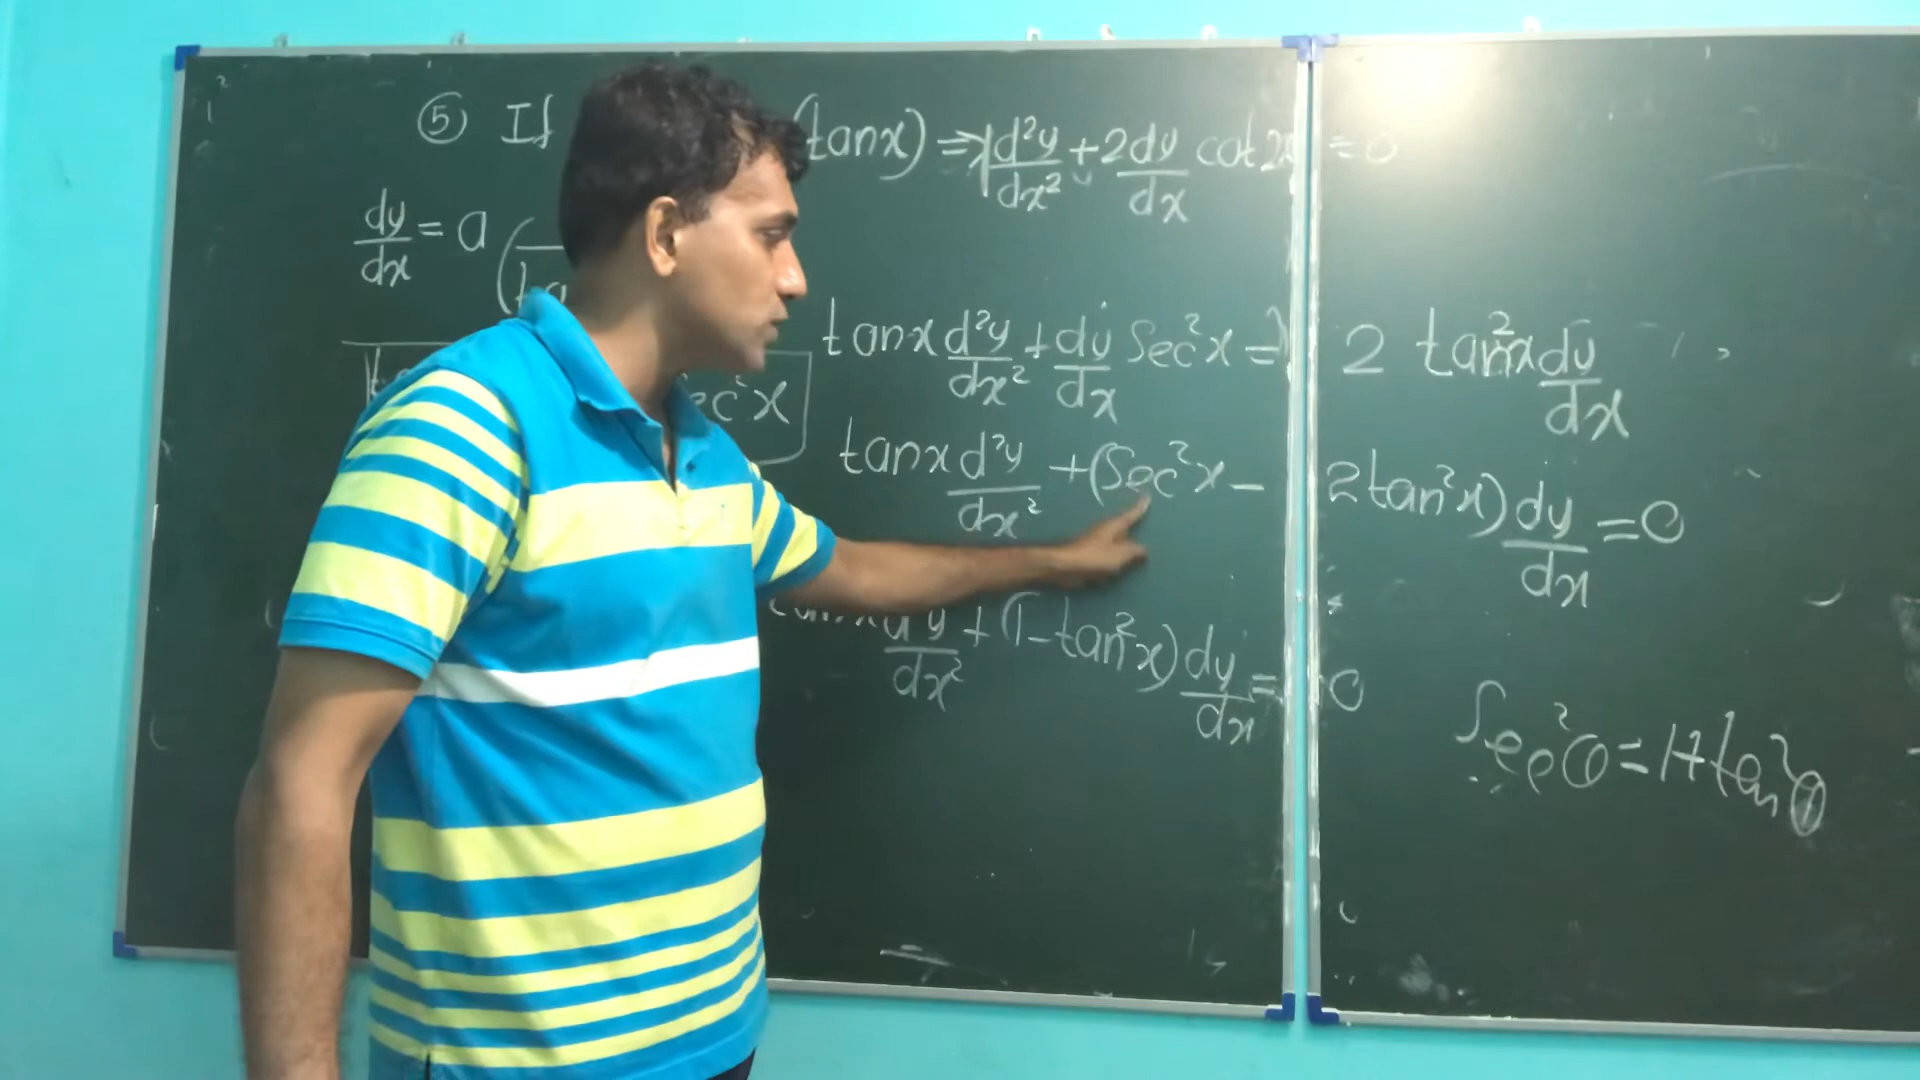 ⑤ If (tanx) ⇒ d²y/dx² + 2dy/dx cot2x = 0
dy/dx = a
sec²x
tanx d²y/dx² + dy/dx Sec²x = 2 tan²x dy/dx
tanx d²y/dx² + (Sec²x - 2tan²x) dy/dx = 0
tanx d²y/dx² + (1-tan²x) dy/dx = 0
Sec²θ = 1+tan²θ